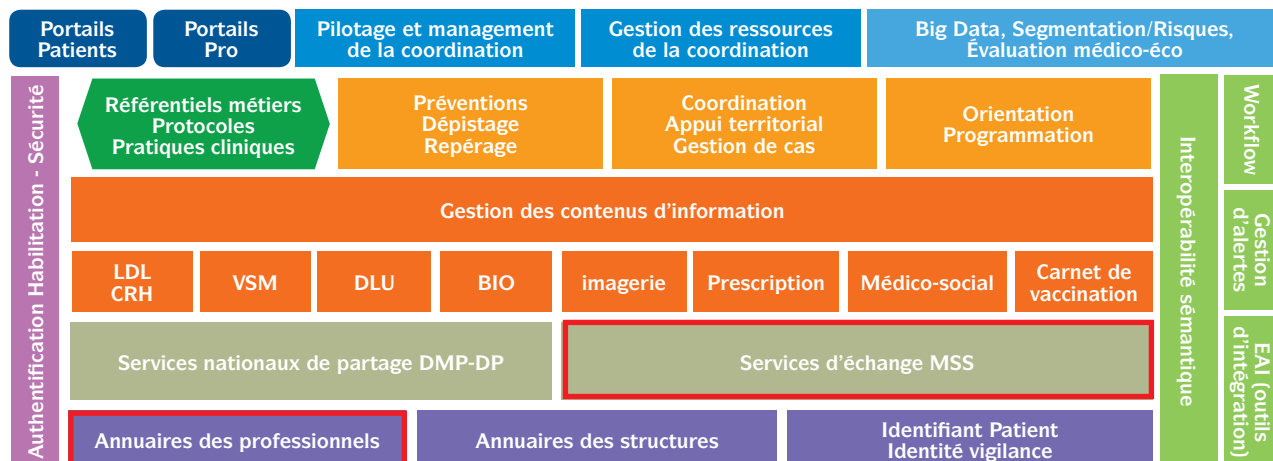 Portails
Patients
Portails
Pro
Pilotage et management
de la coordination
Gestion des ressources
de la coordination
Big Data, Segmentation/Risques,
Évaluation médico-éco
Authentification Habilitation - Sécurité
Référentiels métiers
Protocoles
Pratiques cliniques
Préventions
Dépistage
Repérage
Coordination
Appui territorial
Gestion de cas
Orientation
Programmation
Interopérabilité sémantique
Workflow
Gestion des contenus d'information
Gestion
d'alertes
LDL
CRH
VSM
DLU
BIO
imagerie
Prescription
Médico-social
Carnet de
vaccination
Services nationaux de partage DMP-DP
Services d'échange MSS
EAI (outils
d'intégration)
Annuaires des professionnels
Annuaires des structures
Identifiant Patient
Identité vigilance